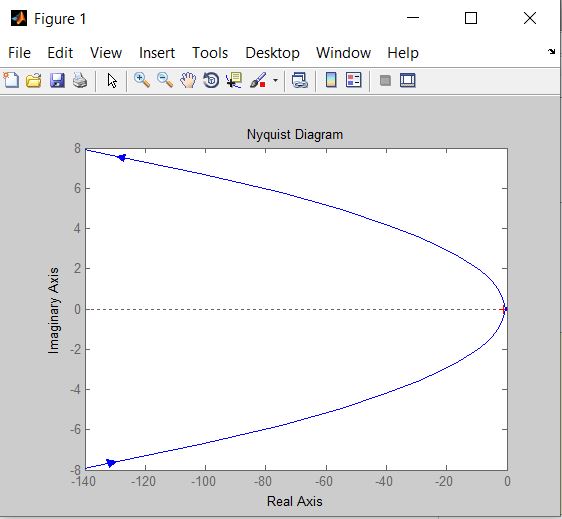 Figure 1
File Edit View Insert Tools Desktop Window Help
Nyquist Diagram
8
6
4
2
0
-2
-4
-6
-8
Imaginary Axis
-140 -120 -100 -80 -60 -40 -20 0
Real Axis